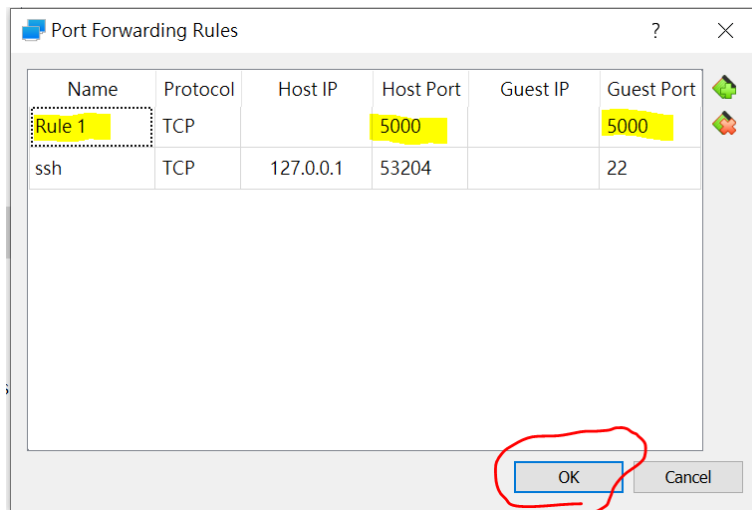 Port Forwarding Rules ?
Name Protocol Host IP Host Port Guest IP Guest Port
Rule 1 TCP 5000 5000
ssh TCP 127.0.0.1 53204 22
s
OK Cancel